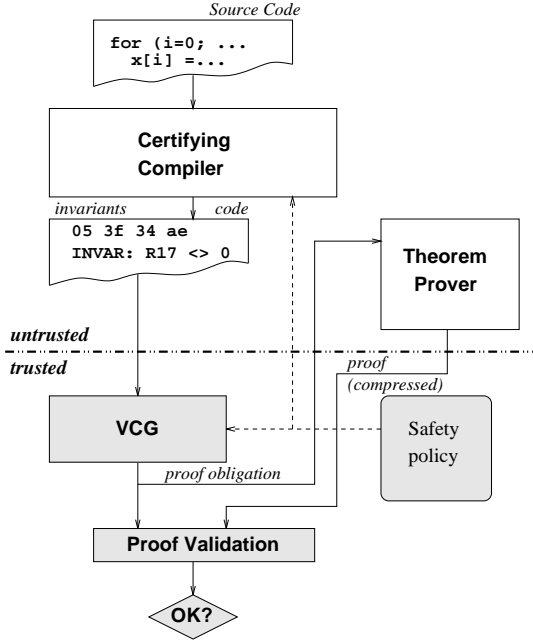 Source Code
for (i=0; ...
x[i] =...
Certifying
Compiler
invariants code
05 3f 34 ae
INVAR: R17 <> 0
Theorem
Prover
untrusted
trusted
proof
(compressed)
VCG
Safety
policy
proof obligation
Proof Validation
OK?